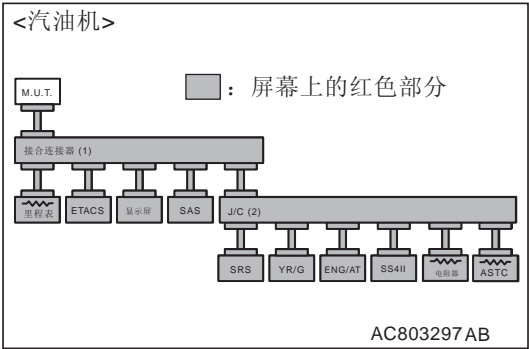 <汽油机>
M.U.T.
：屏幕上的红色部分
接合连接器 (1)
里程表 ETACS 显示屏 SAS J/C (2)
SRS YR/G ENG/AT SS4II 电阻器 ASTC
AC803297AB